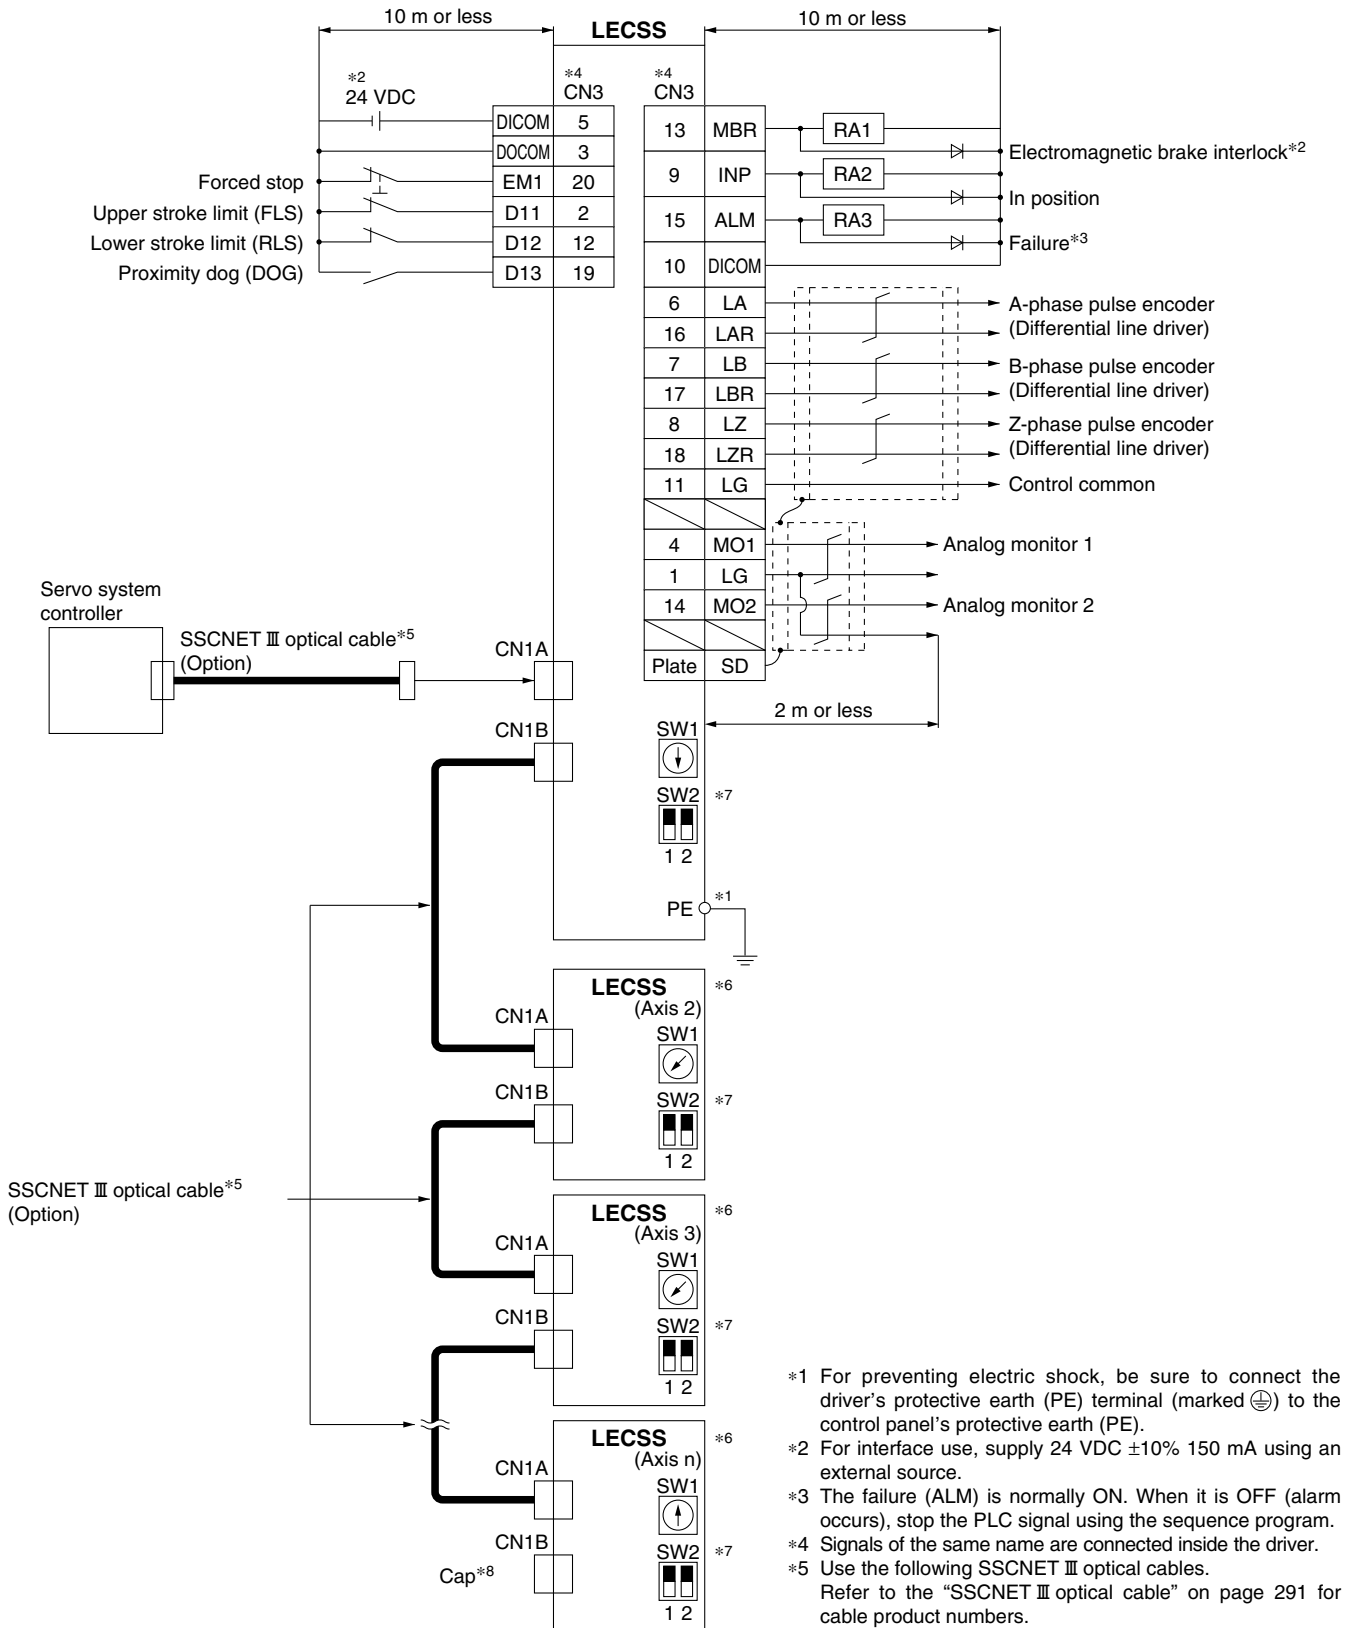 10 m or less
LECSS
10 m or less
*2
24 VDC
*4
CN3
*4
CN3
DICOM 5
DOCOM 3
Forced stop EM1 20
Upper stroke limit (FLS) D11 2
Lower stroke limit (RLS) D12 12
Proximity dog (DOG) D13 19
13 MBR RA1
Electromagnetic brake interlock*2
9 INP RA2
In position
15 ALM RA3
Failure*3
10 DICOM
6 LA A-phase pulse encoder
16 LAR (Differential line driver)
7 LB B-phase pulse encoder
17 LBR (Differential line driver)
8 LZ Z-phase pulse encoder
18 LZR (Differential line driver)
11 LG Control common
4 MO1 Analog monitor 1
1 LG
14 MO2 Analog monitor 2
Plate SD
2 m or less
Servo system
controller
SSCNET Ⅲ optical cable*5
(Option)
CN1A
CN1B
SW1
SW2 *7
1 2
PE *1
LECSS *6
(Axis 2)
CN1A
SW1
CN1B
SW2 *7
1 2
SSCNET Ⅲ optical cable*5
(Option)
LECSS *6
(Axis 3)
CN1A
SW1
CN1B
SW2 *7
1 2
LECSS *6
(Axis n)
CN1A
SW1
CN1B
Cap*8
SW2 *7
1 2
*1 For preventing electric shock, be sure to connect the
driver's protective earth (PE) terminal (marked ⏚) to the
control panel's protective earth (PE).
*2 For interface use, supply 24 VDC ±10% 150 mA using an
external source.
*3 The failure (ALM) is normally ON. When it is OFF (alarm
occurs), stop the PLC signal using the sequence program.
*4 Signals of the same name are connected inside the driver.
*5 Use the following SSCNET Ⅲ optical cables.
Refer to the “SSCNET Ⅲ optical cable” on page 291 for
cable product numbers.